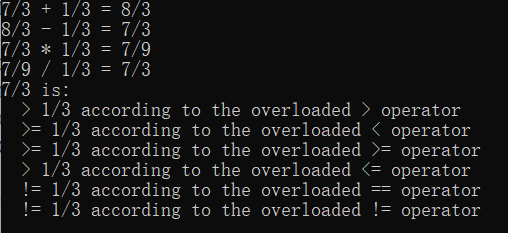 7/3 + 1/3 = 8/3
8/3 - 1/3 = 7/3
7/3 * 1/3 = 7/9
7/9 / 1/3 = 7/3
7/3 is:
  > 1/3 according to the overloaded > operator
  >= 1/3 according to the overloaded < operator
  >= 1/3 according to the overloaded >= operator
  > 1/3 according to the overloaded <= operator
  != 1/3 according to the overloaded == operator
  != 1/3 according to the overloaded != operator